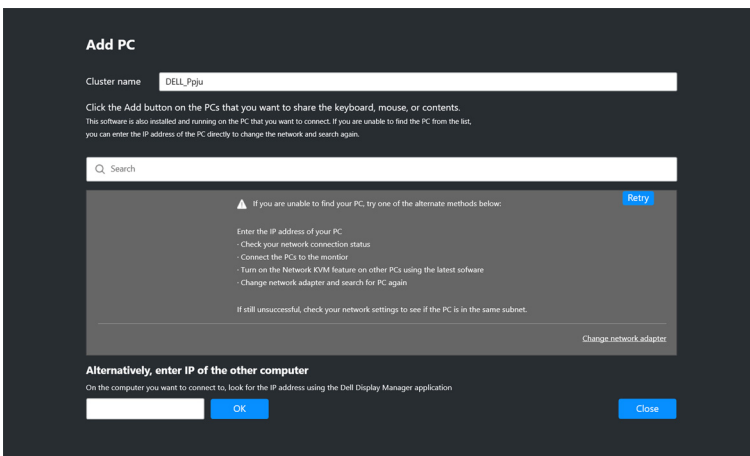 Add PC
Cluster name DELL_Ppju
Click the Add button on the PCs that you want to share the keyboard, mouse, or contents.
This software is also installed and running on the PC that you want to connect. If you are unable to find the PC from the list,
you can enter the IP address of the PC directly to change the network and search again.
Search
If you are unable to find your PC, try one of the alternate methods below:
Retry
Enter the IP address of your PC
· Check your network connection status
· Connect the PCs to the montior
· Turn on the Network KVM feature on other PCs using the latest sofware
· Change network adapter and search for PC again
If still unsuccessful, check your network settings to see if the PC is in the same subnet.
Change network adapter
Alternatively, enter IP of the other computer
On the computer you want to connect to, look for the IP address using the Dell Display Manager application
OK
Close